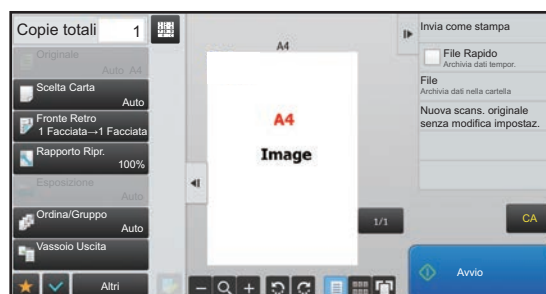 Copie totali 1
Originale
Auto A4
Scelta Carta
Auto
Fronte Retro
1 Facciata→1 Facciata
Rapporto Ripr.
100%
Esposizione
Auto
Ordina/Gruppo
Auto
Vassoio Uscita
Altri
A4
A4
Image
1/1
Invia come stampa
File Rapido
Archivia dati tempor.
File
Archivia dati nella cartella
Nuova scans. originale
senza modifica impostaz.
CA
Avvio